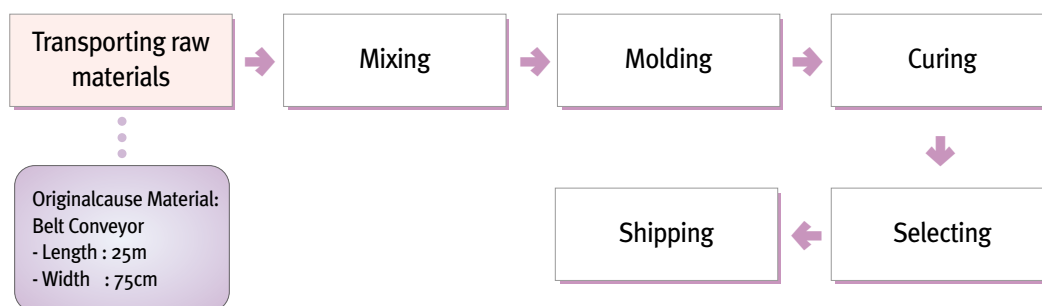 Transporting raw
materials
Mixing
Molding
Curing
Originalcause Material:
Belt Conveyor
- Length : 25m
- Width : 75cm
Shipping
Selecting